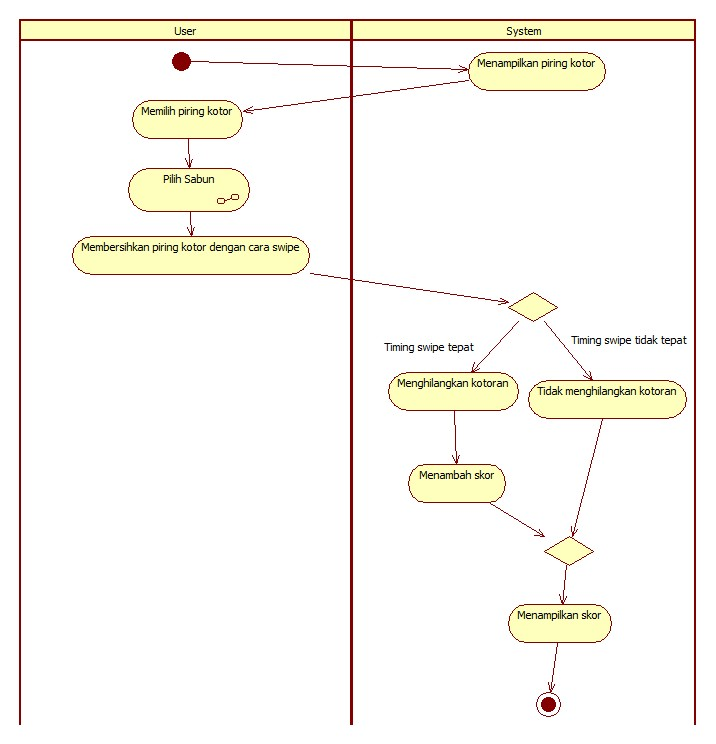 User
System
Menampilkan piring kotor
Memilih piring kotor
Pilih Sabun
Membersihkan piring kotor dengan cara swipe
Timing swipe tepat
Timing swipe tidak tepat
Menghilangkan kotoran
Tidak menghilangkan kotoran
Menambah skor
Menampilkan skor